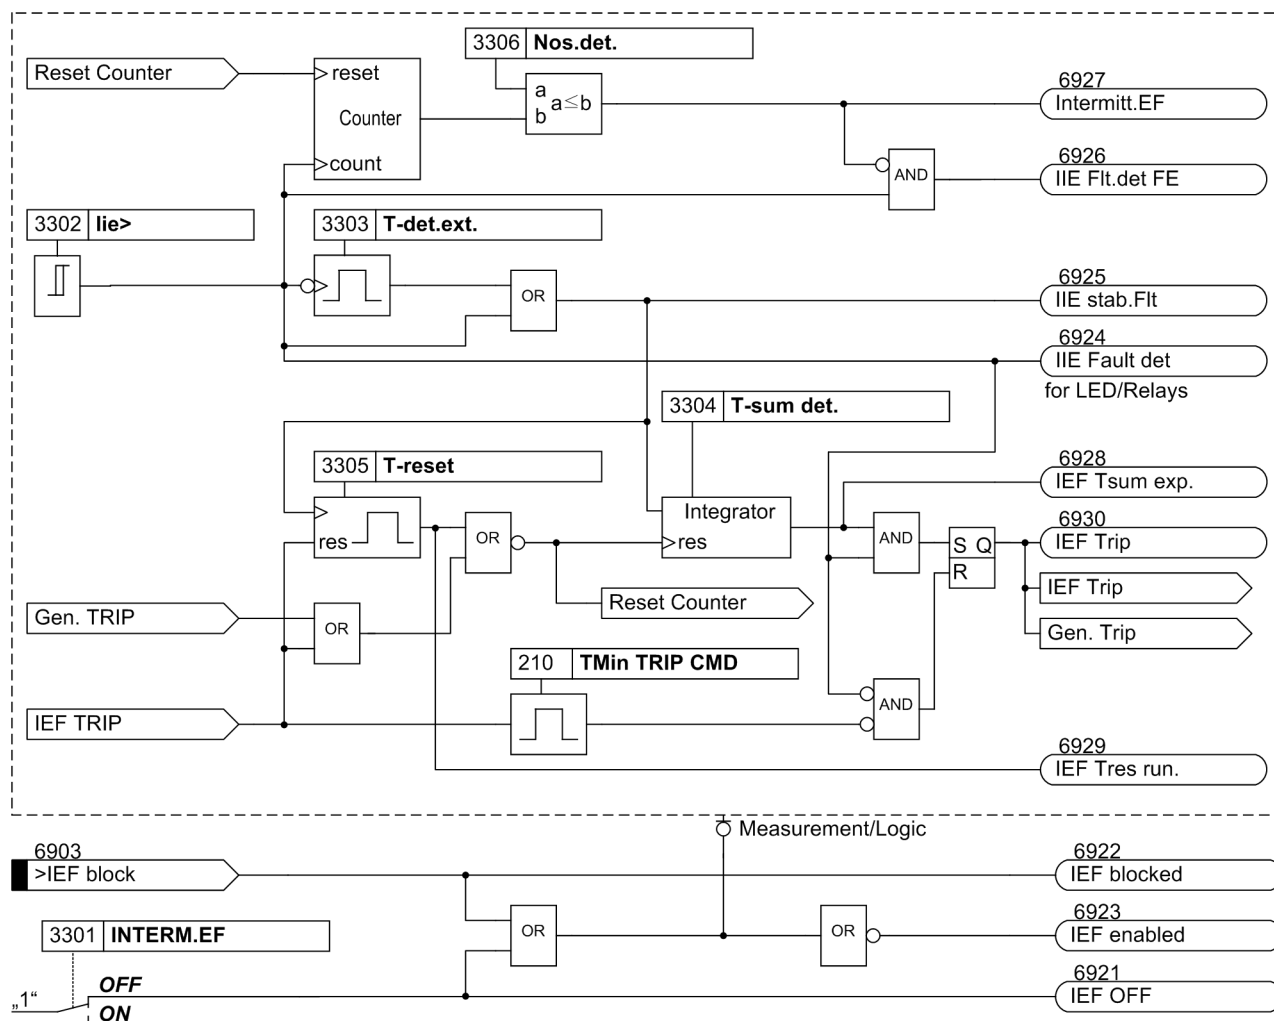 3306 Nos.det.
Reset Counter
reset
Counter
count
a
b
a≤b
6927
Intermitt.EF
AND
6926
IIE Flt.det FE
3302 Iie>
3303 T-det.ext.
OR
6925
IIE stab.Flt
6924
IIE Fault det
for LED/Relays
3304 T-sum det.
3305 T-reset
res
OR
Integrator
res
AND
S Q
R
6928
IEF Tsum exp.
6930
IEF Trip
IEF Trip
Gen. Trip
Reset Counter
Gen. TRIP
OR
210 TMin TRIP CMD
AND
IEF TRIP
6929
IEF Tres run.
Measurement/Logic
6903
>IEF block
6922
IEF blocked
3301 INTERM.EF
OR
OR
6923
IEF enabled
OFF
„1“
ON
6921
IEF OFF